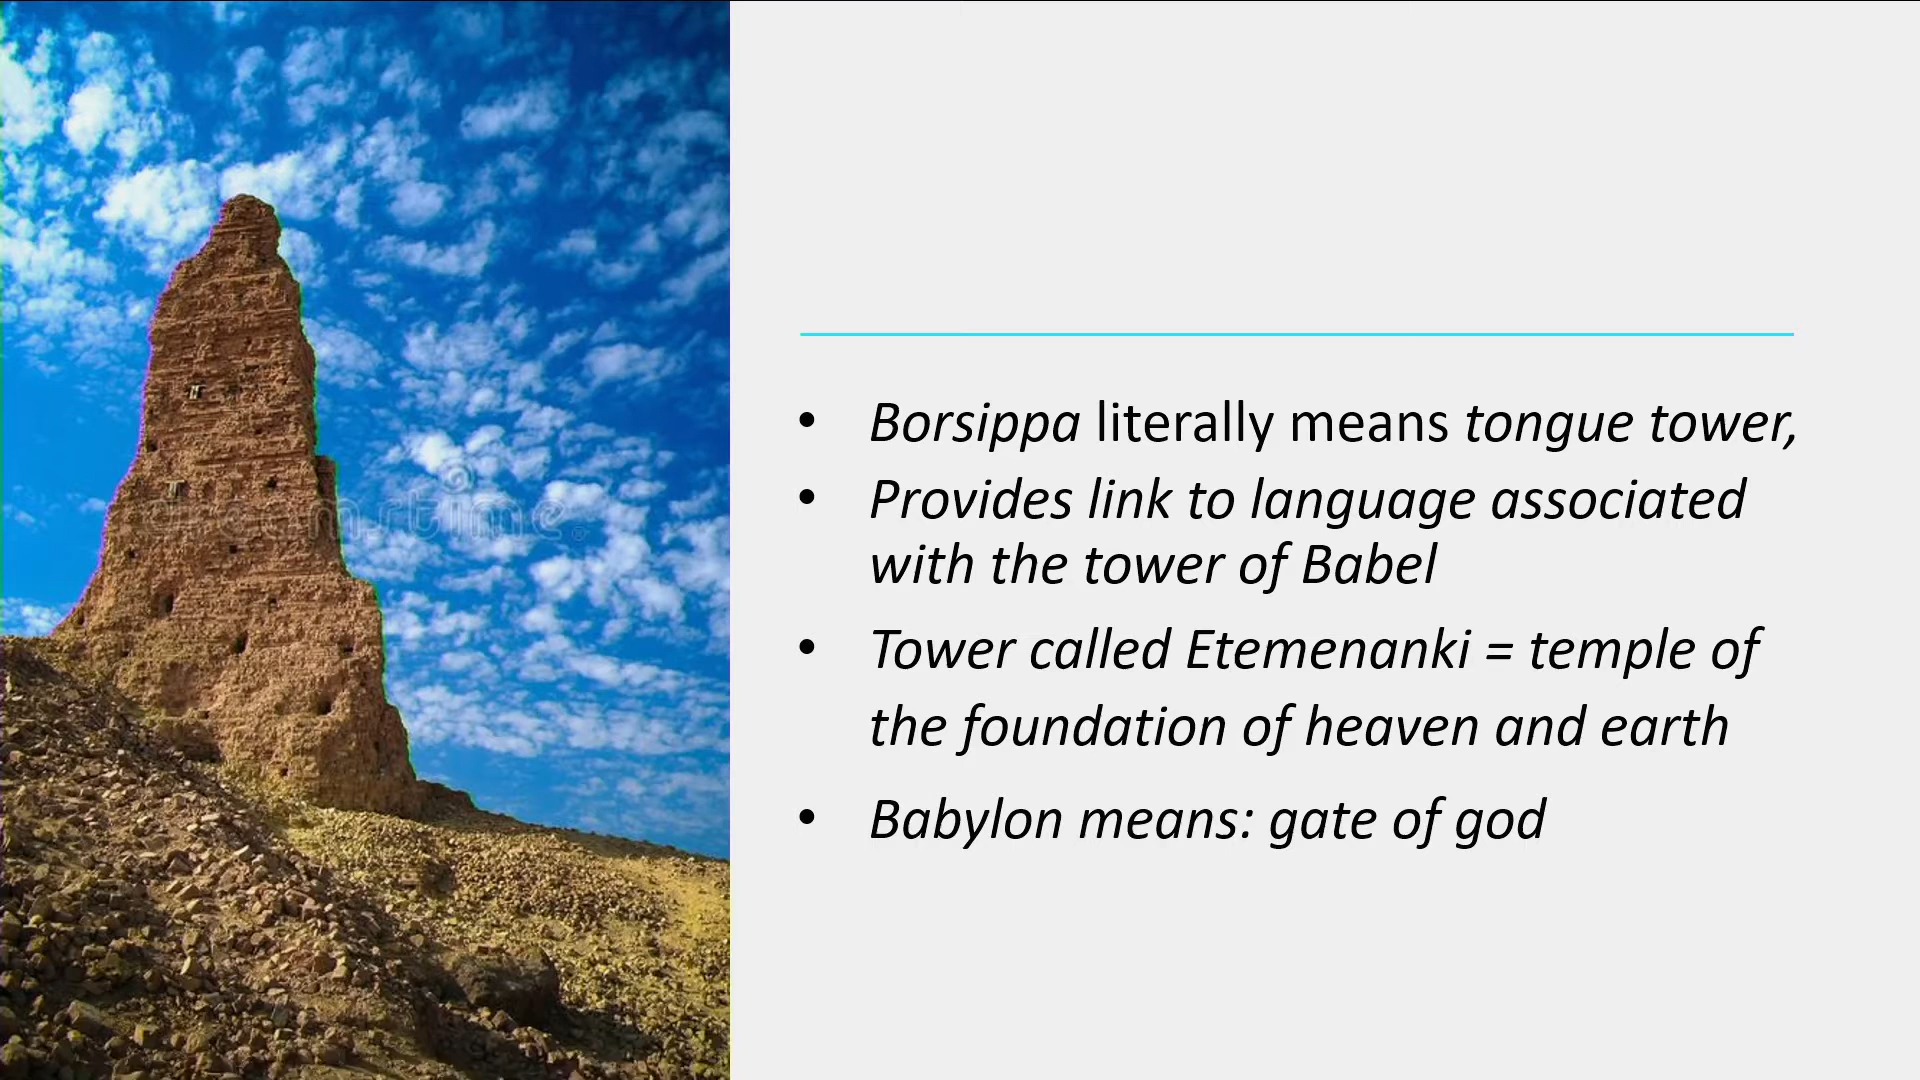 dreamstime.
• Borsippa literally means tongue tower,
• Provides link to language associated
with the tower of Babel
• Tower called Etemenanki = temple of
the foundation of heaven and earth
• Babylon means: gate of god